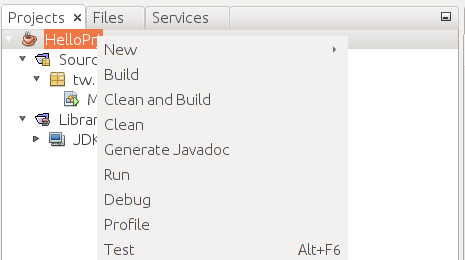 Projects Files Services
HelloPr
New
Sourc
Build
tw.
Clean and Build
M
Clean
Librar
Generate Javadoc
JDK
Run
Debug
Profile
Test Alt+F6